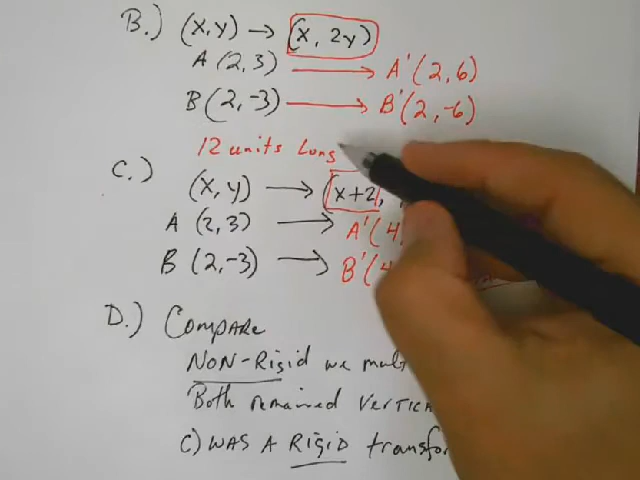 B.) (x,y) → (x, 2y)
A (2,3) → A'(2,6)
B(2,-3) → B'(2,-6)
12 units Long
C.)
(x,y) → (x+2,
A (2,3) → A'(4,
B (2,-3) → B'(4
D.) Compare
NON-Rigid we mult
Both remained VERTICA
C) WAS A RIGID transfor